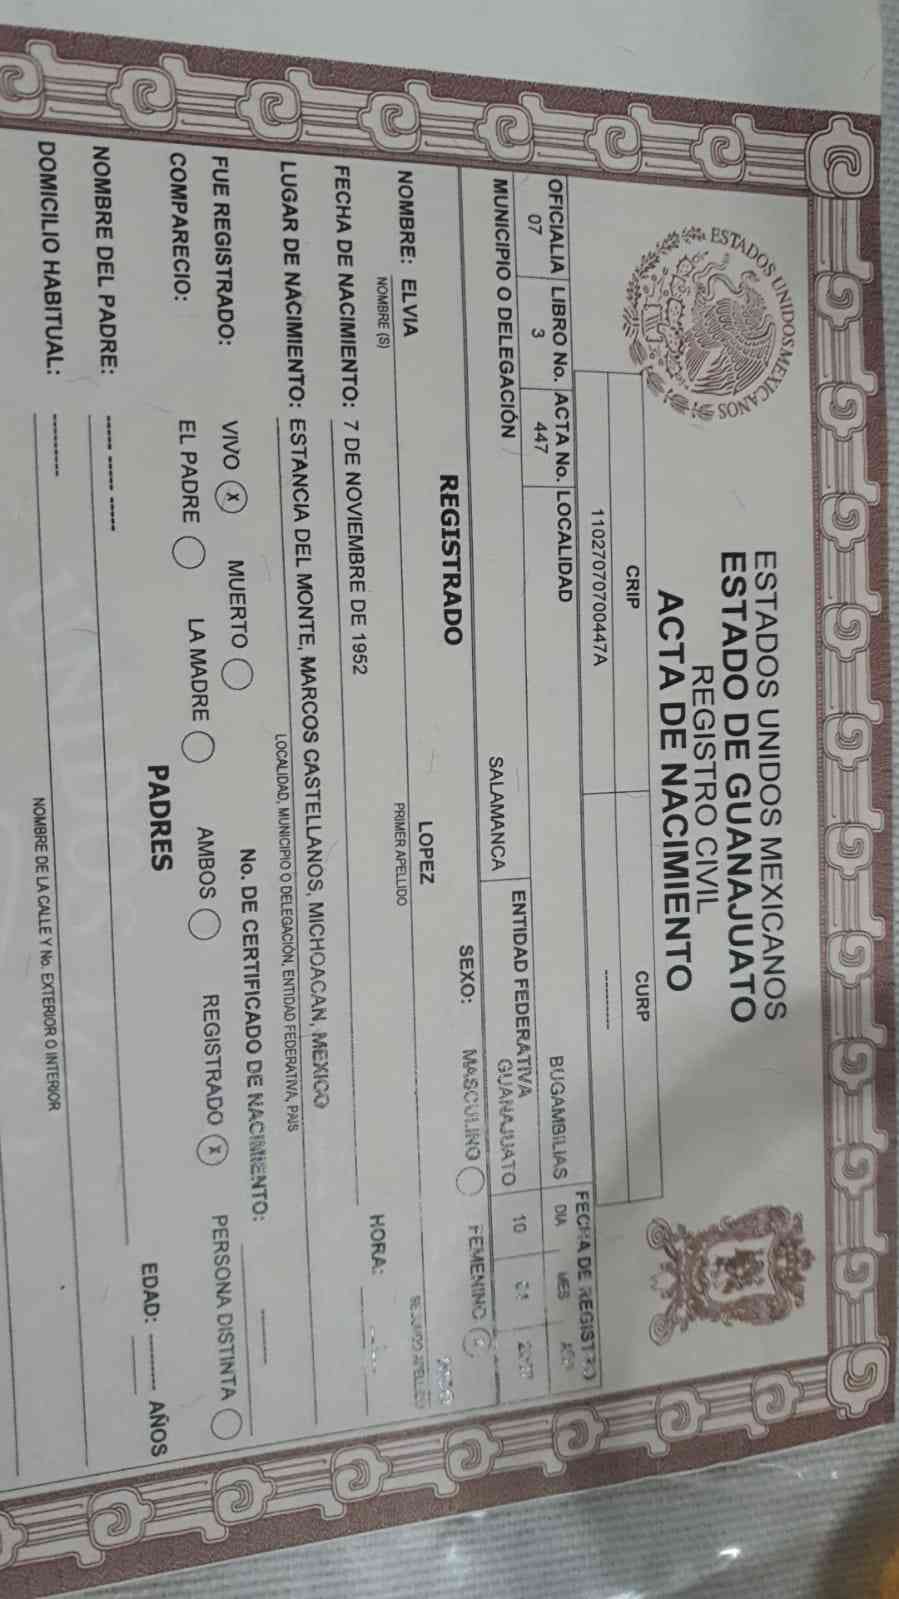 ESTADOS UNIDOS MEXICANOS
ESTADOS UNIDOS MEXICANOS
ESTADO DE GUANAJUATO
REGISTRO CIVIL
ACTA DE NACIMIENTO
CRIP CURP
11027070700447A ---------
OFICIALIA LIBRO No. ACTA No. LOCALIDAD FECHA DE REGISTRO
07 3 447 BUGAMBILIAS DIA MES AÑO
MUNICIPIO O DELEGACIÓN ENTIDAD FEDERATIVA 10
SALAMANCA GUANAJUATO
REGISTRADO SEXO: MASCULINO FEMENINO
NOMBRE: ELVIA LOPEZ
NOMBRE (S) PRIMER APELLIDO SEGUNDO APELLIDO
FECHA DE NACIMIENTO: 7 DE NOVIEMBRE DE 1952 HORA:
LUGAR DE NACIMIENTO: ESTANCIA DEL MONTE, MARCOS CASTELLANOS, MICHOACAN, MEXICO
LOCALIDAD, MUNICIPIO O DELEGACIÓN, ENTIDAD FEDERATIVA, PAIS
FUE REGISTRADO: VIVO X MUERTO No. DE CERTIFICADO DE NACIMIENTO: --------
COMPARECIO: EL PADRE LA MADRE AMBOS REGISTRADO X PERSONA DISTINTA
PADRES
NOMBRE DEL PADRE: ----- ----- ----- EDAD: -------- AÑOS
DOMICILIO HABITUAL: ---------
NOMBRE DE LA CALLE Y No. EXTERIOR O INTERIOR